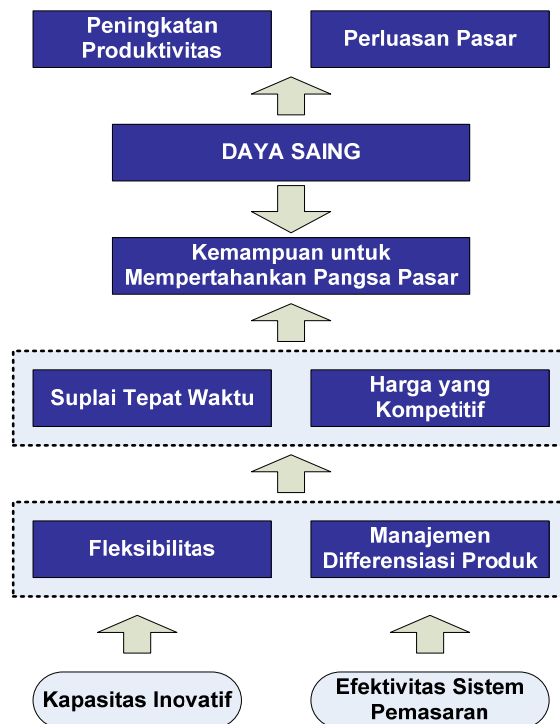 Peningkatan
Produktivitas
Perluasan Pasar
DAYA SAING
Kemampuan untuk
Mempertahankan Pangsa Pasar
Suplai Tepat Waktu
Harga yang
Kompetitif
Fleksibilitas
Manajemen
Differensiasi Produk
Kapasitas Inovatif
Efektivitas Sistem
Pemasaran